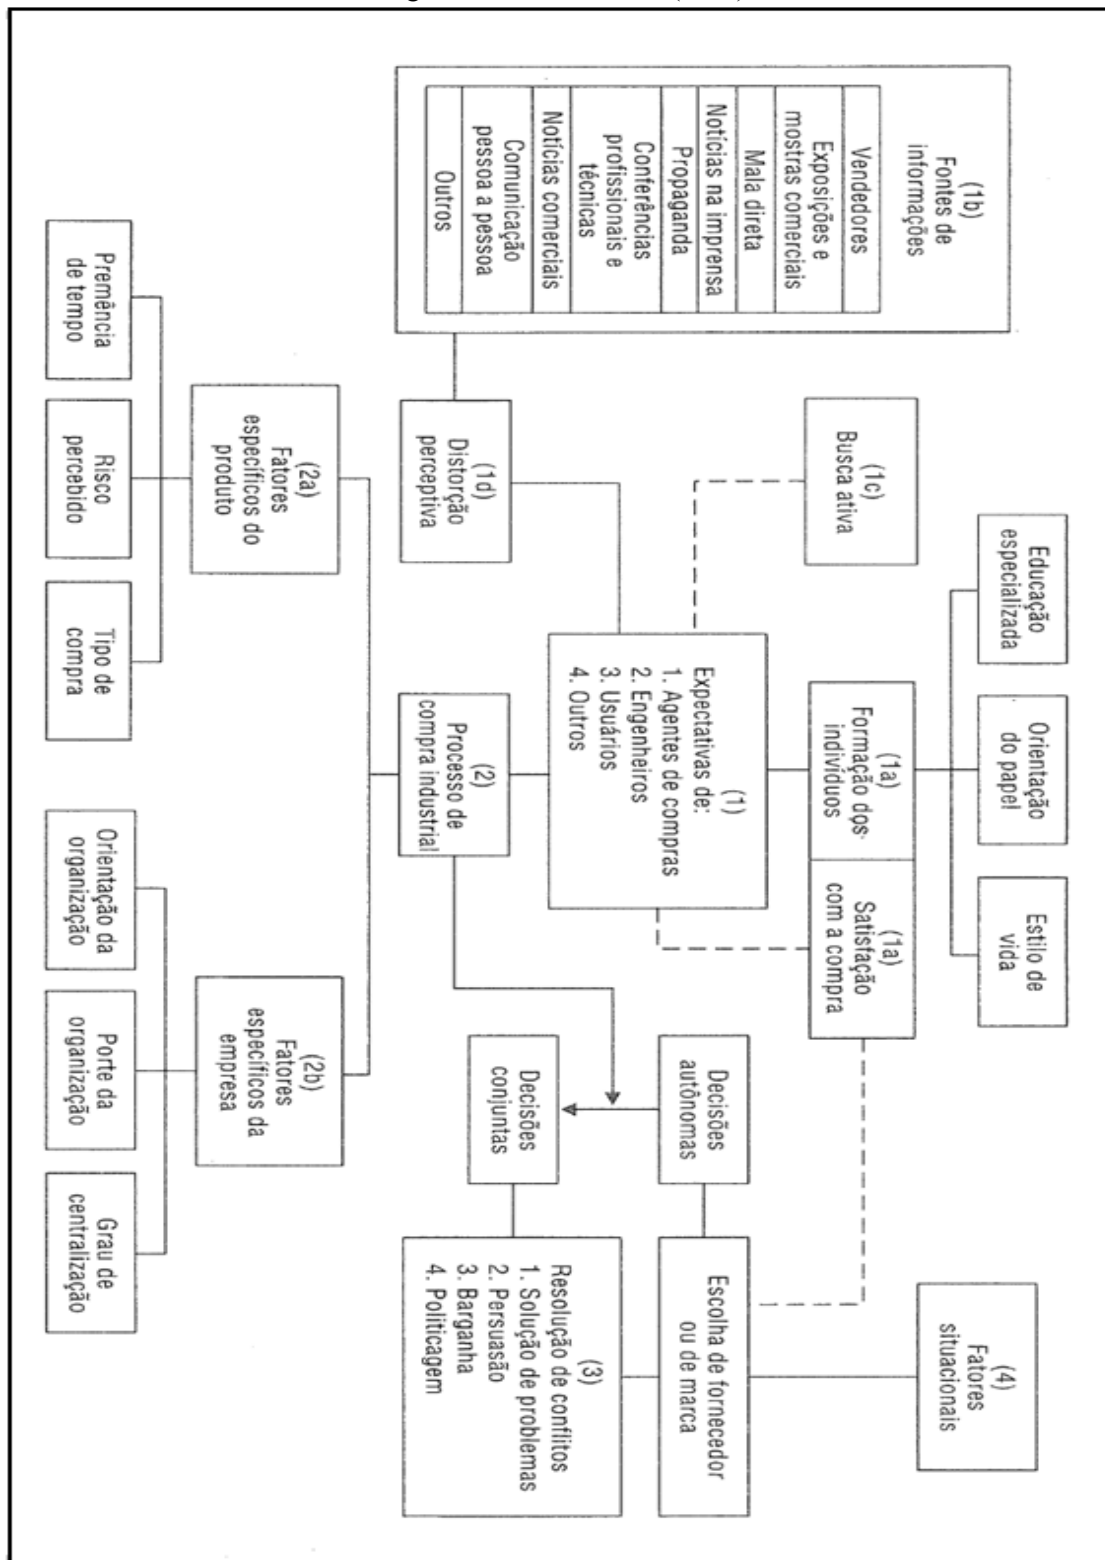 Educação
especializada
Orientação
do papel
Estilo de
vida
(1b)
Fontes de
informações
Vendedores
Exposições e
mostras comerciais
Mala direta
Notícias na imprensa
Propaganda
Conferências
profissionais e
técnicas
Notícias comerciais
Comunicação
pessoa a pessoa
Outros
(1c)
Busca ativa
(1a)
Formação dos
indivíduos
(1a)
Satisfação
com a compra
(4)
Fatores
situacionais
(1d)
Distorção
perceptiva
(1)
Expectativas de:
1. Agentes de compras
2. Engenheiros
3. Usuários
4. Outros
Decisões
autônomas
Escolha de fornecedor
ou de marca
(2)
Processo de
compra industrial
Decisões
conjuntas
(3)
Resolução de conflitos
1. Solução de problemas
2. Persuasão
3. Barganha
4. Politicagem
(2a)
Fatores
específicos do
produto
(2b)
Fatores
específicos da
empresa
Premência
de tempo
Risco
percebido
Tipo de
compra
Orientação da
organização
Porte da
organização
Grau de
centralização